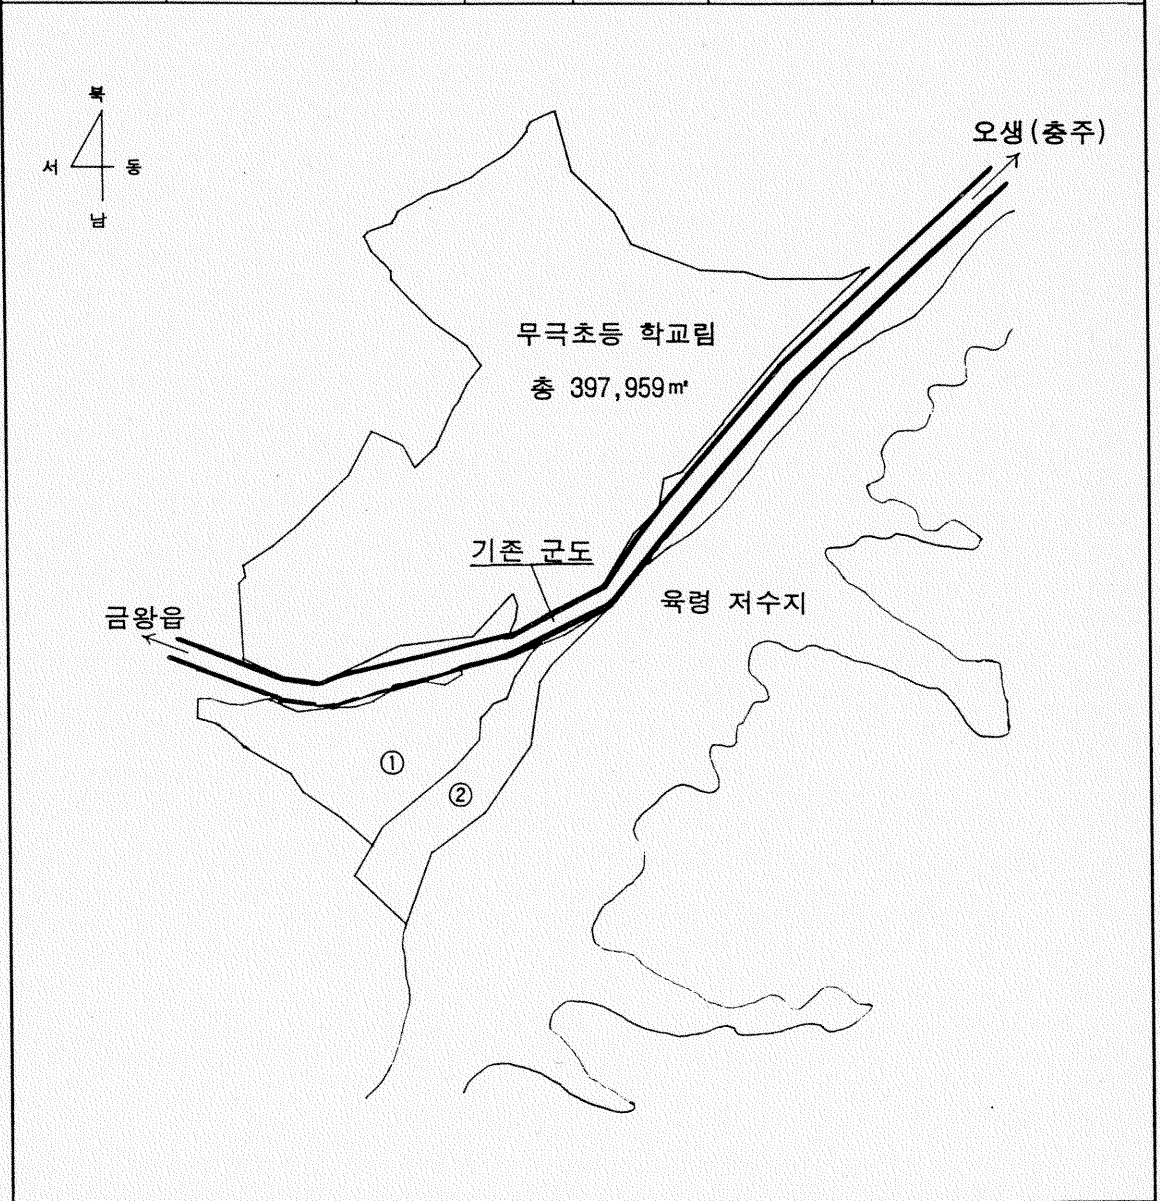 북
서 동
남
오생(충주)
무극초등 학교림
총 397,959㎡
기존 군도
금왕읍
육령 저수지
①
②